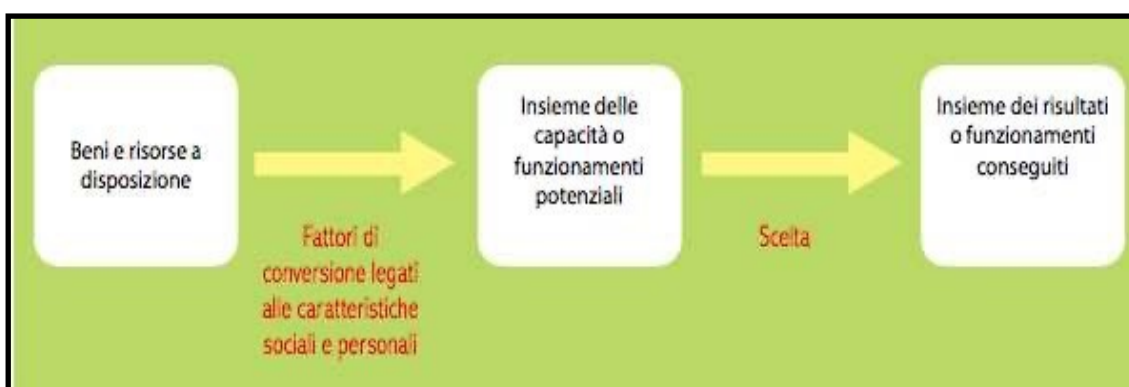 Beni e risorse a
disposizione
Fattori di
conversione legati
alle caratteristiche
sociali e personali
Insieme delle
capacità o
funzionamenti
potenziali
Scelta
Insieme dei risultati
o funzionamenti
conseguiti